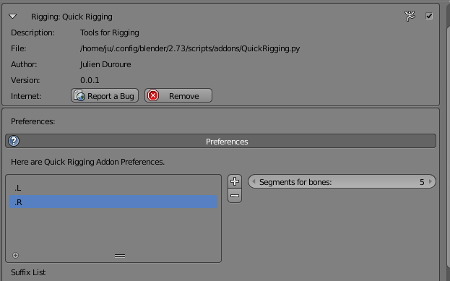 Rigging: Quick Rigging
Description: Tools for Rigging
File: /home/ju/.config/blender/2.73/scripts/addons/QuickRigging.py
Author: Julien Duroure
Version: 0.0.1
Internet: Report a Bug Remove
Preferences:
Preferences
Here are Quick Rigging Addon Preferences.
.L
.R
Segments for bones: 5
Suffix List